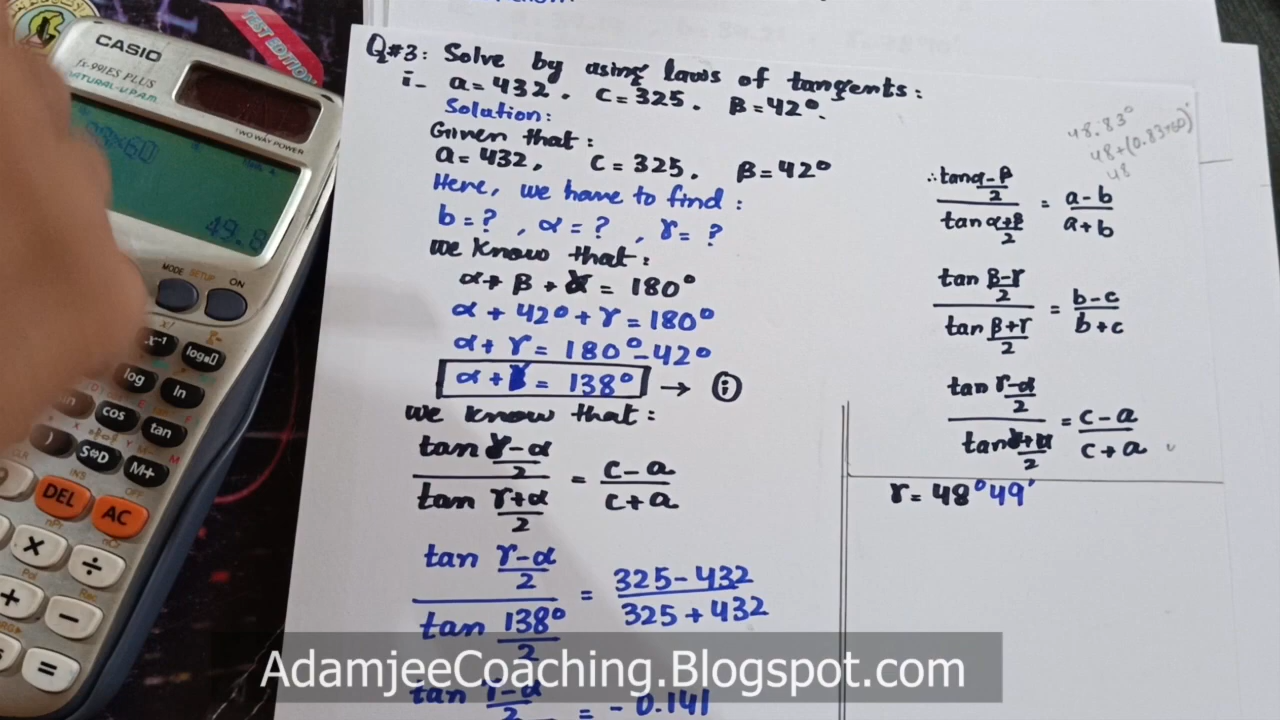 CASIO
fx-991ES PLUS
NATURAL-V.P.A.M.
TWO WAY POWER
TEST EDITION
49.8
MODE SETUP ON
x⁻¹
log
ln
cos
tan
)
S⇔D
M+
DEL
AC
×
÷
+
−
=
Q#3: Solve by using laws of tangents:
i- a=432, c=325, β=42°.
Solution:
Given that:
a=432, c=325, β=42°
Here, we have to find:
b=?, α=?, γ=?
We know that:
α+β+γ=180°
α+42°+γ=180°
α+γ=180°-42°
α+γ=138° → (i)
We know that:
tan (γ-α)/2 / tan (γ+α)/2 = (c-a)/(c+a)
tan (γ-α)/2 / tan 138°/2 = (325-432)/(325+432)
tan (γ-α)/2 = -0.141
48.83°
48+(0.83×60)'
48
∴ tan (α-β)/2 / tan (α+β)/2 = (a-b)/(a+b)
tan (β-γ)/2 / tan (β+γ)/2 = (b-c)/(b+c)
tan (γ-α)/2 / tan (γ+α)/2 = (c-a)/(c+a)
γ=48°49'
AdamjeeCoaching.Blogspot.com